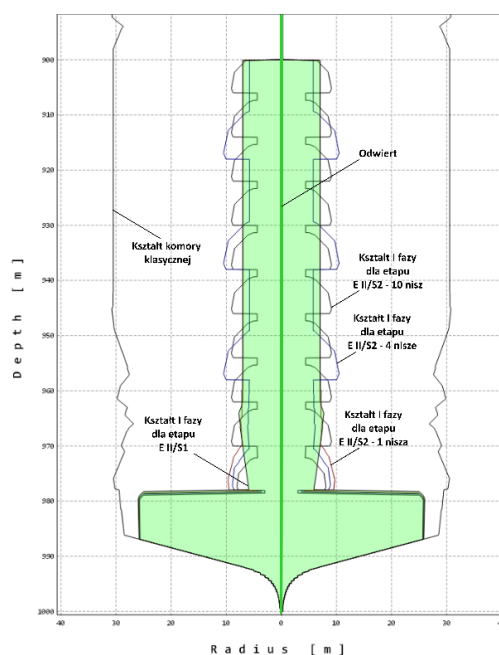 900
910
920
930
940
950
960
970
980
990
1000
Depth [m]
40
30
20
10
0
10
20
30
40
Radius [m]
Odwiert
Kształt komory
klasycznej
Kształt I fazy
dla etapu
E II/S2 - 10 nisz
Kształt I fazy
dla etapu
E II/S2 - 4 nisze
Kształt I fazy
dla etapu
E II/S1
Kształt I fazy
dla etapu
E II/S2 - 1 nisza